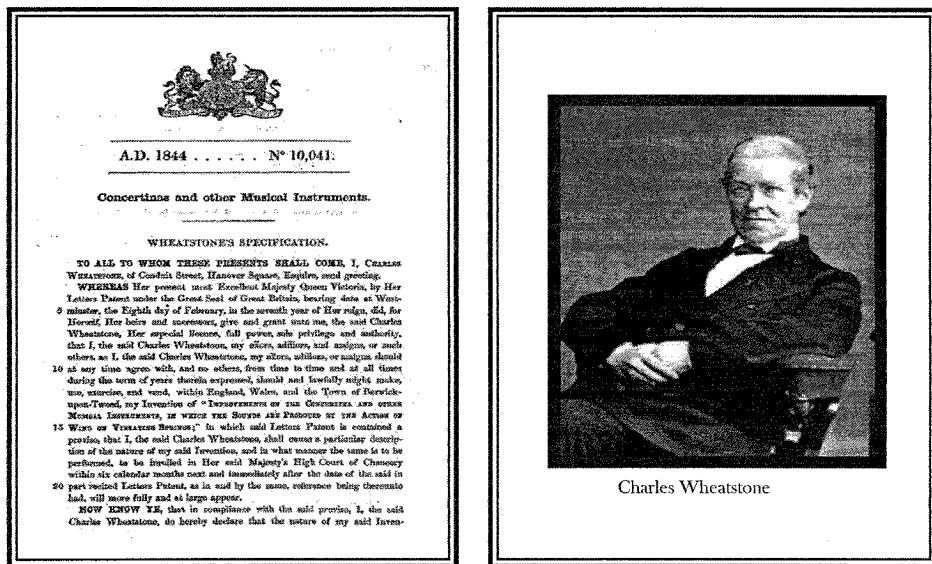 A.D. 1844 . . . . . . Nº 10,041.
Concertinas and other Musical Instruments.
WHEATSTONE'S SPECIFICATION.
TO ALL TO WHOM THESE PRESENTS SHALL COME, I, CHARLES
WHEATSTONE, of Conduit Street, Hanover Square, Esquire, send greeting.
WHEREAS Her present most Excellent Majesty Queen Victoria, by Her
Letters Patent under the Great Seal of Great Britain, bearing date at West-
5 minster, the Eighth day of February, in the seventh year of Her reign, did, for
Herself, Her heirs and successors, give and grant unto me, the said Charles
Wheatstone, Her especial licence, full power, sole privilege and authority,
that I, the said Charles Wheatstone, my exors, admors, and assigns, or such
others, as I, the said Charles Wheatstone, my exors, admors, or assigns, should
10 at any time agree with, and no others, from time to time and at all times
during the term of years therein expressed, should and lawfully might make,
use, exercise, and vend, within England, Wales, and the Town of Berwick-
upon-Tweed, my Invention of "IMPROVEMENTS ON THE CONCERTINA AND OTHER
MUSICAL INSTRUMENTS, IN WHICH THE SOUNDS ARE PRODUCED BY THE ACTION OF
15 WIND ON VIBRATING SPRINGS;" in which said Letters Patent is contained a
proviso, that I, the said Charles Wheatstone, shall cause a particular descrip-
tion of the nature of my said Invention, and in what manner the same is to be
performed, to be inrolled in Her said Majesty's High Court of Chancery
within six calendar months next and immediately after the date of the said in
20 part recited Letters Patent, as in and by the same, reference being thereunto
had, will more fully and at large appear.
NOW KNOW YE, that in compliance with the said proviso, I, the said
Charles Wheatstone, do hereby declare that the nature of my said Inven-
Charles Wheatstone